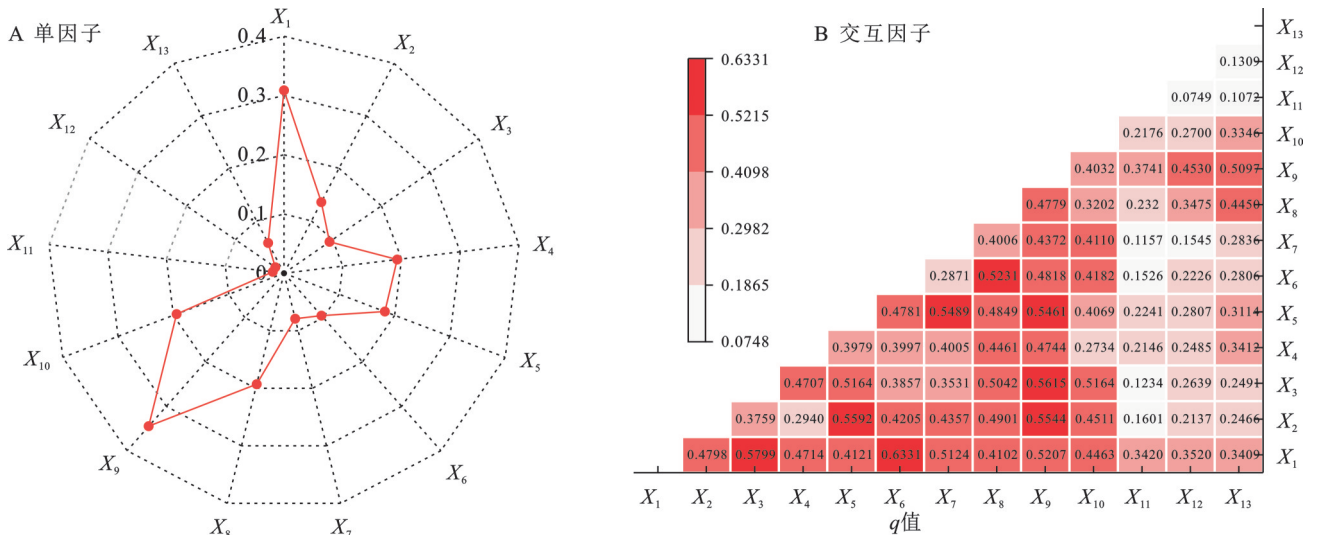 A 单因子
X1
X2
X3
X4
X5
X6
X7
X8
X9
X10
X11
X12
X13
0.4
0.3
0.2
0.1
0
B 交互因子
0.6331
0.5215
0.4098
0.2982
0.1865
0.0748
X13
0.1309 X12
0.0749 0.1072 X11
0.2176 0.2700 0.3346 X10
0.4032 0.3741 0.4530 0.5097 X9
0.4779 0.3202 0.232 0.3475 0.4450 X8
0.4006 0.4372 0.4110 0.1157 0.1545 0.2836 X7
0.2871 0.5231 0.4818 0.4182 0.1526 0.2226 0.2806 X6
0.4781 0.5489 0.4849 0.5461 0.4069 0.2241 0.2807 0.3114 X5
0.3979 0.3997 0.4005 0.4461 0.4744 0.2734 0.2146 0.2485 0.3412 X4
0.4707 0.5164 0.3857 0.3531 0.5042 0.5615 0.5164 0.1234 0.2639 0.2491 X3
0.3759 0.2940 0.5592 0.4205 0.4357 0.4901 0.5544 0.4511 0.1601 0.2137 0.2466 X2
0.4798 0.5799 0.4714 0.4121 0.6331 0.5124 0.4102 0.5207 0.4463 0.3420 0.3520 0.3409 X1
X1 X2 X3 X4 X5 X6 X7 X8 X9 X10 X11 X12 X13
q值